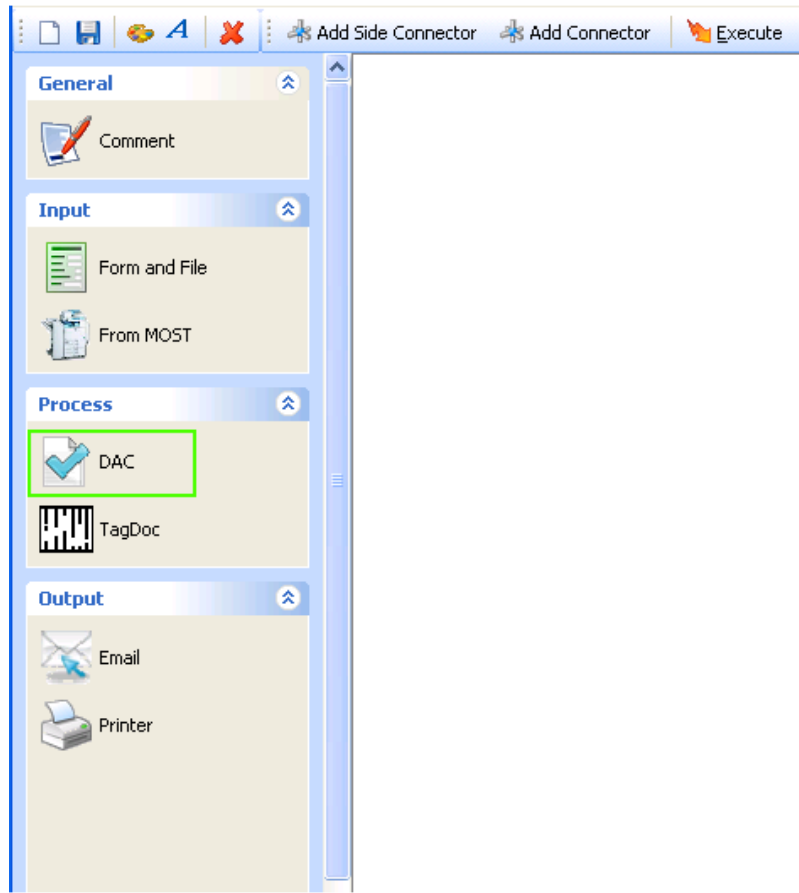 A Add Side Connector Add Connector Execute
General
Comment
Input
Form and File
From MOST
Process
DAC
TagDoc
Output
Email
Printer